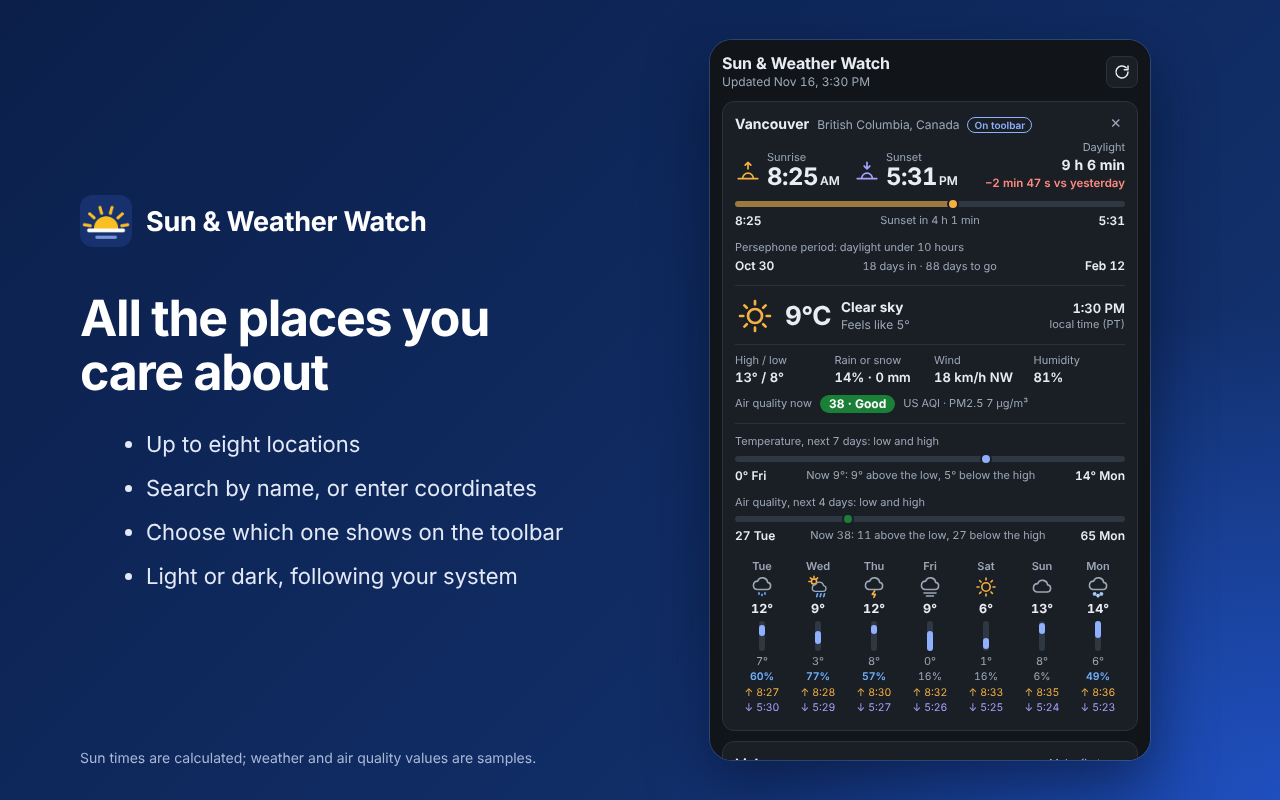 Sun & Weather Watch
All the places you
care about
• Up to eight locations
• Search by name, or enter coordinates
• Choose which one shows on the toolbar
• Light or dark, following your system
Sun times are calculated; weather and air quality values are samples.
Sun & Weather Watch
Updated Nov 16, 3:30 PM
Vancouver British Columbia, Canada On toolbar ×
Sunrise Sunset Daylight
8:25 AM 5:31 PM 9 h 6 min
−2 min 47 s vs yesterday
8:25 Sunset in 4 h 1 min 5:31
Persephone period: daylight under 10 hours
Oct 30 18 days in · 88 days to go Feb 12
9°C Clear sky 1:30 PM
Feels like 5° local time (PT)
High / low Rain or snow Wind Humidity
13° / 8° 14% · 0 mm 18 km/h NW 81%
Air quality now 38 · Good US AQI · PM2.5 7 µg/m³
Temperature, next 7 days: low and high
0° Fri Now 9°: 9° above the low, 5° below the high 14° Mon
Air quality, next 4 days: low and high
27 Tue Now 38: 11 above the low, 27 below the high 65 Mon
Tue Wed Thu Fri Sat Sun Mon
12° 9° 12° 9° 6° 13° 14°
7° 3° 8° 0° 1° 8° 6°
60% 77% 57% 16% 16% 6% 49%
↑ 8:27 ↑ 8:28 ↑ 8:30 ↑ 8:32 ↑ 8:33 ↑ 8:35 ↑ 8:36
↓ 5:30 ↓ 5:29 ↓ 5:27 ↓ 5:26 ↓ 5:25 ↓ 5:24 ↓ 5:23